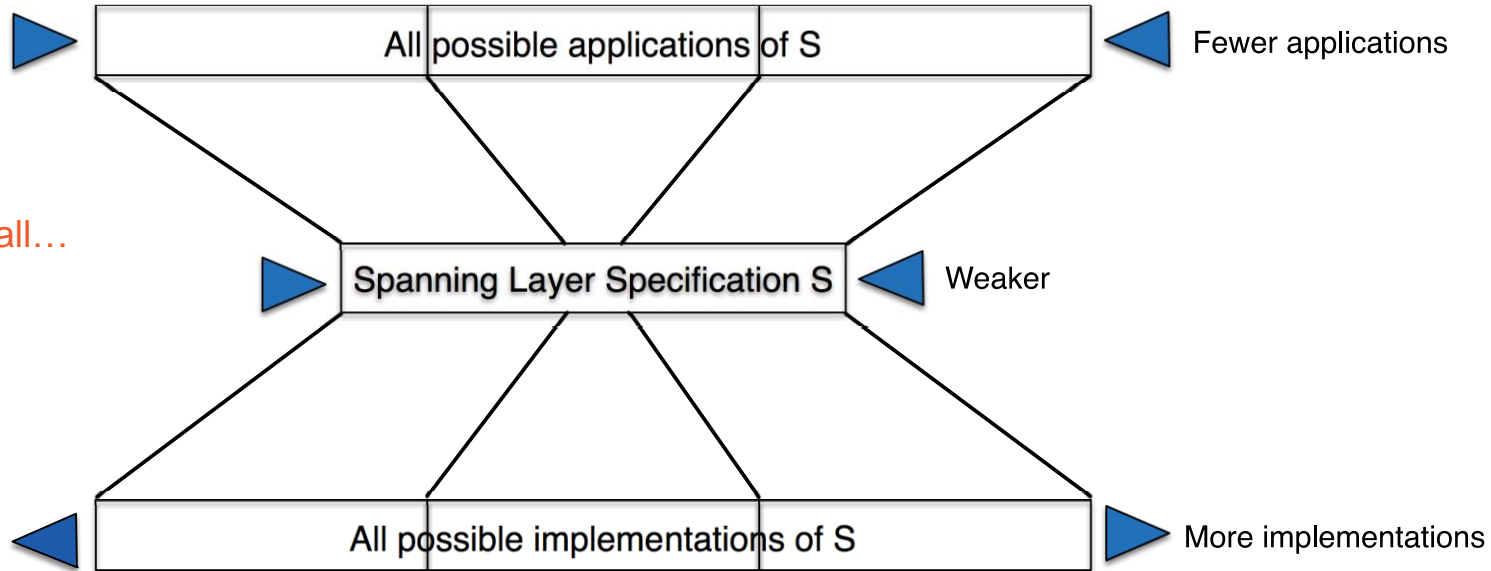 All possible applications of S
Fewer applications
all…
Spanning Layer Specification S
Weaker
All possible implementations of S
More implementations